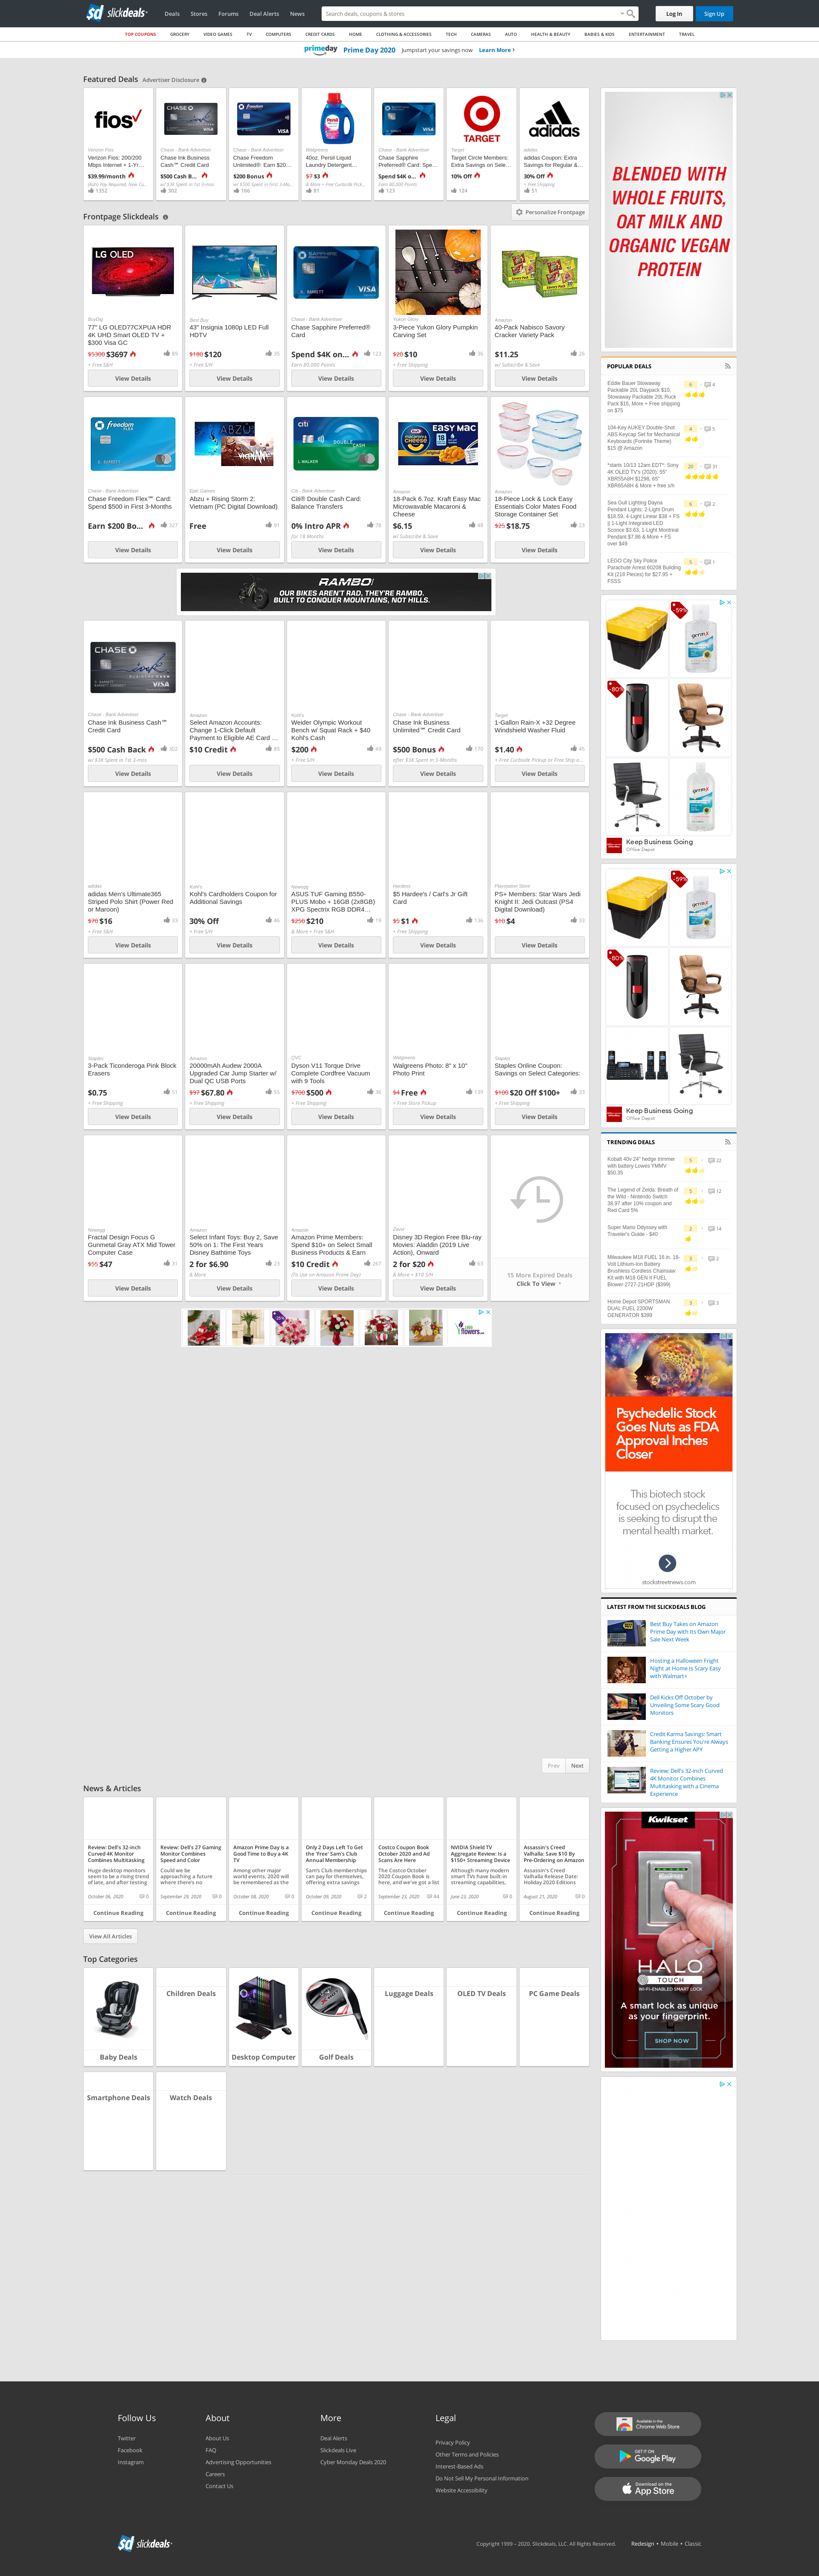 slickdeals
Deals
Stores
Forums
Deal Alerts
News
Search deals, coupons & stores
Log In
Sign Up
TOP COUPONS
GROCERY
VIDEO GAMES
TV
COMPUTERS
CREDIT CARDS
HOME
CLOTHING & ACCESSORIES
TECH
CAMERAS
AUTO
HEALTH & BEAUTY
BABIES & KIDS
ENTERTAINMENT
TRAVEL
primeday
Prime Day 2020
Jumpstart your savings now
Learn More
Featured Deals
Advertiser Disclosure
Verizon Fios
Verizon Fios: 200/200
Mbps Internet + 1-Yr...
$39.99/month
1352
Chase - Bank Advertiser
Chase Ink Business
Cash℠ Credit Card
$500 Cash B...
w/ $3K Spent in 1st 3-mos
302
Chase - Bank Advertiser
Chase Freedom
Unlimited®: Earn $20...
$200 Bonus
166
Walgreens
40oz. Persil Liquid
Laundry Detergent...
$7 $3
& More + Free Curbside Pick...
81
Chase - Bank Advertiser
Chase Sapphire
Preferred® Card: Spe...
Spend $4K o...
Earn 80,000 Points
123
Target
Target Circle Members:
Extra Savings on Sele...
10% Off
124
adidas
adidas Coupon: Extra
Savings for Regular &...
30% Off
+ Free Shipping
51
Frontpage Slickdeals
Personalize Frontpage
BuyDig
77" LG OLED77CXPUA HDR
4K UHD Smart OLED TV +
$300 Visa GC
$5300 $3697
89
+ Free S&H
View Details
Best Buy
43" Insignia 1080p LED Full
HDTV
$180 $120
35
+ Free S/H
View Details
Chase - Bank Advertiser
Chase Sapphire Preferred®
Card
Spend $4K on...
123
Earn 80,000 Points
View Details
Yukon Glory
3-Piece Yukon Glory Pumpkin
Carving Set
$20 $10
36
+ Free Shipping
View Details
Amazon
40-Pack Nabisco Savory
Cracker Variety Pack
$11.25
26
w/ Subscribe & Save
View Details
Chase - Bank Advertiser
Chase Freedom Flex℠ Card:
Spend $500 in First 3-Months
Earn $200 Bo...
327
View Details
Epic Games
Abzu + Rising Storm 2:
Vietnam (PC Digital Download)
Free
91
View Details
Citi - Bank Advertiser
Citi® Double Cash Card:
Balance Transfers
0% Intro APR
78
for 18 Months
View Details
Amazon
18-Pack 6.7oz. Kraft Easy Mac
Microwavable Macaroni &
Cheese
$6.15
48
w/ Subscribe & Save
View Details
Amazon
18-Piece Lock & Lock Easy
Essentials Color Mates Food
Storage Container Set
$25 $18.75
23
View Details
RAMBO!
OUR BIKES AREN'T RAD, THEY'RE RAMBO.
BUILT TO CONQUER MOUNTAINS, NOT HILLS.
Chase - Bank Advertiser
Chase Ink Business Cash℠
Credit Card
$500 Cash Back
302
w/ $3K Spent in 1st 3-mos
View Details
Amazon
Select Amazon Accounts:
Change 1-Click Default
Payment to Eligible AE Card ...
$10 Credit
85
View Details
Kohl's
Weider Olympic Workout
Bench w/ Squat Rack + $40
Kohl's Cash
$200
49
+ Free S/H
View Details
Chase - Bank Advertiser
Chase Ink Business
Unlimited℠ Credit Card
$500 Bonus
170
after $3K Spent in 3-Months
View Details
Target
1-Gallon Rain-X +32 Degree
Windshield Washer Fluid
$1.40
45
+ Free Curbside Pickup or Free Ship o...
View Details
adidas
adidas Men's Ultimate365
Striped Polo Shirt (Power Red
or Maroon)
$70 $16
33
+ Free S&H
View Details
Kohl's
Kohl's Cardholders Coupon for
Additional Savings
30% Off
46
+ Free S/H
View Details
Newegg
ASUS TUF Gaming B550-
PLUS Mobo + 16GB (2x8GB)
XPG Spectrix RGB DDR4...
$250 $210
19
& More + Free S&H
View Details
Hardees
$5 Hardee's / Carl's Jr Gift
Card
$5 $1
136
+ Free Shipping
View Details
Playstation Store
PS+ Members: Star Wars Jedi
Knight II: Jedi Outcast (PS4
Digital Download)
$10 $4
33
View Details
Staples
3-Pack Ticonderoga Pink Block
Erasers
$0.75
51
+ Free Shipping
View Details
Amazon
20000mAh Audew 2000A
Upgraded Car Jump Starter w/
Dual QC USB Ports
$97 $67.80
55
+ Free Shipping
View Details
QVC
Dyson V11 Torque Drive
Complete Cordfree Vacuum
with 9 Tools
$700 $500
36
+ Free Shipping
View Details
Walgreens
Walgreens Photo: 8" x 10"
Photo Print
$4 Free
139
+ Free Store Pickup
View Details
Staples
Staples Online Coupon:
Savings on Select Categories:
$100 $20 Off $100+
33
+ Free Shipping
View Details
Newegg
Fractal Design Focus G
Gunmetal Gray ATX Mid Tower
Computer Case
$55 $47
31
View Details
Amazon
Select Infant Toys: Buy 2, Save
50% on 1: The First Years
Disney Bathtime Toys
2 for $6.90
23
& More
View Details
Amazon
Amazon Prime Members:
Spend $10+ on Select Small
Business Products & Earn
$10 Credit
267
(To Use on Amazon Prime Day)
View Details
Zavvi
Disney 3D Region Free Blu-ray
Movies: Aladdin (2019 Live
Action), Onward
2 for $20
63
& More + $10 S/H
View Details
15 More Expired Deals
Click To View
Prev
Next
News & Articles
Review: Dell's 32-inch
Curved 4K Monitor
Combines Multitasking
Huge desktop monitors
seem to be a rising trend
of late, and after testing
October 06, 2020
0
Continue Reading
Review: Dell's 27 Gaming
Monitor Combines
Speed and Color
Could we be
approaching a future
where there's no
September 29, 2020
0
Continue Reading
Amazon Prime Day is a
Good Time to Buy a 4K
TV
Among other major
world events, 2020 will
be remembered as the
October 08, 2020
0
Continue Reading
Only 2 Days Left To Get
the 'Free' Sam's Club
Annual Membership
Sam's Club memberships
can pay for themselves,
offering extra savings
October 09, 2020
2
Continue Reading
Costco Coupon Book
October 2020 and Ad
Scans Are Here
The Costco October
2020 Coupon Book is
here, and we've got a list
September 23, 2020
44
Continue Reading
NVIDIA Shield TV
Aggregate Review: Is a
$150+ Streaming Device
Although many modern
smart TVs have built-in
streaming capabilities,
June 23, 2020
0
Continue Reading
Assassin's Creed
Valhalla: Save $10 By
Pre-Ordering on Amazon
Assassin's Creed
Valhalla Release Date:
Holiday 2020 Editions
August 21, 2020
0
Continue Reading
View All Articles
Top Categories
Baby Deals
Children Deals
Desktop Computer
Golf Deals
Luggage Deals
OLED TV Deals
PC Game Deals
Smartphone Deals
Watch Deals
BLENDED WITH
WHOLE FRUITS,
OAT MILK AND
ORGANIC VEGAN
PROTEIN
POPULAR DEALS
Eddie Bauer Stowaway
Packable 20L Daypack $10,
Stowaway Packable 20L Ruck
Pack $15, More + Free shipping
on $75
6
4
104-Key AUKEY Double-Shot
ABS Keycap Set for Mechanical
Keyboards (Fortnite Theme)
$15 @ Amazon
4
5
*starts 10/13 12am EDT*: Sony
4K OLED TV's (2020): 55"
XBR55A8H $1298, 65"
XBR65A8H & More + free s/h
20
31
Sea Gull Lighting Dayna
Pendant Lights: 2-Light Drum
$18.59, 4-Light Linear $38 + FS
|| 1-Light Integrated LED
Sconce $3.63, 1-Light Montreal
Pendant $7.86 & More + FS
over $49
6
2
LEGO City Sky Police
Parachute Arrest 60208 Building
Kit (218 Pieces) for $27.95 +
FSSS
5
1
-59%
-80%
Keep Business Going
Office Depot
-59%
-80%
Keep Business Going
Office Depot
TRENDING DEALS
Kobalt 40v 24" hedge trimmer
with battery Lowes YMMV
$50.35
5
22
The Legend of Zelda: Breath of
the Wild - Nintendo Switch
38.97 after 10% coupon and
Red Card 5%
5
12
Super Mario Odyssey with
Traveler's Guide - $40
2
14
Milwaukee M18 FUEL 16 in. 18-
Volt Lithium-Ion Battery
Brushless Cordless Chainsaw
Kit with M18 GEN II FUEL
Blower-2727-21HDP ($399)
3
2
Home Depot SPORTSMAN
DUAL FUEL 2200W
GENERATOR $389
3
3
Psychedelic Stock
Goes Nuts as FDA
Approval Inches
Closer
This biotech stock
focused on psychedelics
is seeking to disrupt the
mental health market.
stockstreetnews.com
LATEST FROM THE SLICKDEALS BLOG
Best Buy Takes on Amazon
Prime Day with Its Own Major
Sale Next Week
Hosting a Halloween Fright
Night at Home Is Scary Easy
with Walmart+
Dell Kicks Off October by
Unveiling Some Scary Good
Monitors
Credit Karma Savings: Smart
Banking Ensures You're Always
Getting a Higher APY
Review: Dell's 32-inch Curved
4K Monitor Combines
Multitasking with a Cinema
Experience
Kwikset
HALO
TOUCH
WI-FI-ENABLED SMART LOCK
A smart lock as unique
as your fingerprint.
SHOP NOW
Follow Us
Twitter
Facebook
Instagram
About
About Us
FAQ
Advertising Opportunities
Careers
Contact Us
More
Deal Alerts
Slickdeals Live
Cyber Monday Deals 2020
Legal
Privacy Policy
Other Terms and Policies
Interest-Based Ads
Do Not Sell My Personal Information
Website Accessibility
Available in the
Chrome Web Store
GET IT ON
Google Play
Download on the
App Store
slickdeals
Copyright 1999 – 2020. Slickdeals, LLC. All Rights Reserved.
Redesign • Mobile • Classic